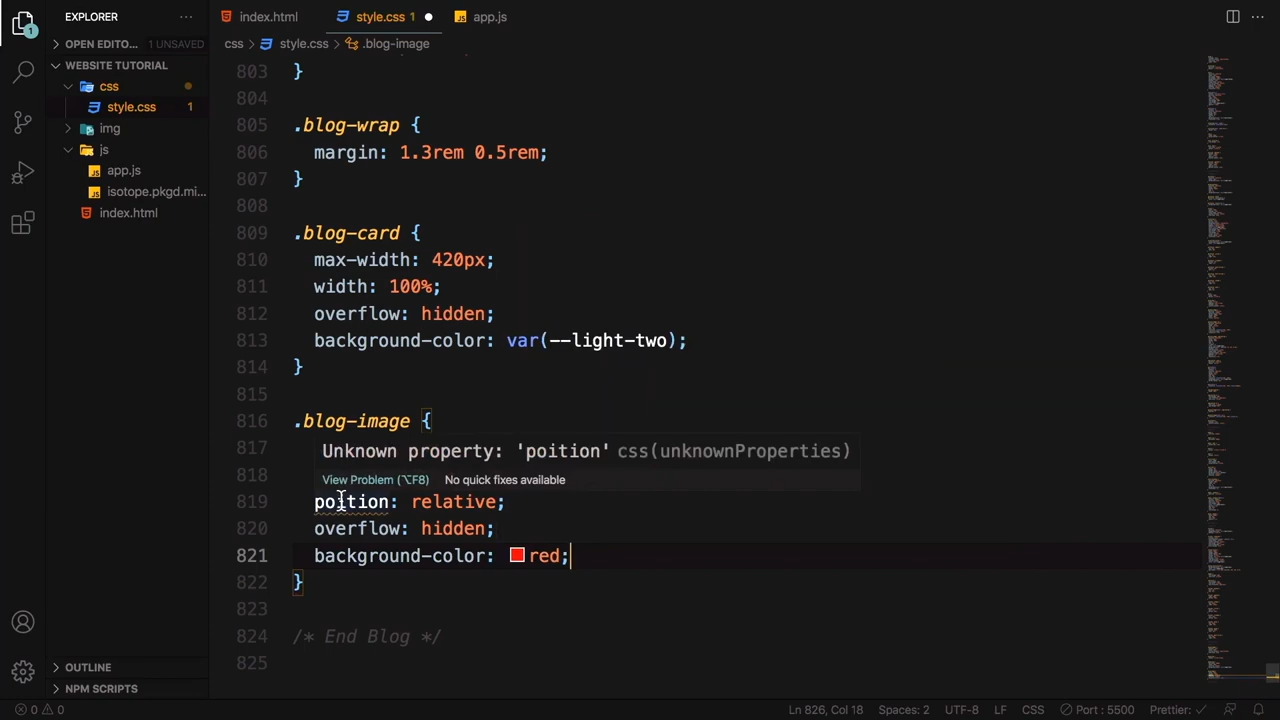 EXPLORER ···
index.html
style.css 1
app.js
OPEN EDITO... 1 UNSAVED
WEBSITE TUTORIAL
css
style.css 1
img
js
app.js
isotope.pkgd.mi...
index.html
OUTLINE
NPM SCRIPTS
1
css > style.css > .blog-image
803 }
804
805 .blog-wrap {
806 margin: 1.3rem 0.5rem;
807 }
808
809 .blog-card {
810 max-width: 420px;
811 width: 100%;
812 overflow: hidden;
813 background-color: var(--light-two);
814 }
815
816 .blog-image {
817 Unknown property: 'poition' css(unknownProperties)
818 View Problem (⌥F8) No quick fixes available
819 poition: relative;
820 overflow: hidden;
821 background-color: red;
822 }
823
824 /* End Blog */
825
0 0 Ln 826, Col 18 Spaces: 2 UTF-8 LF CSS Port : 5500 Prettier: ✓